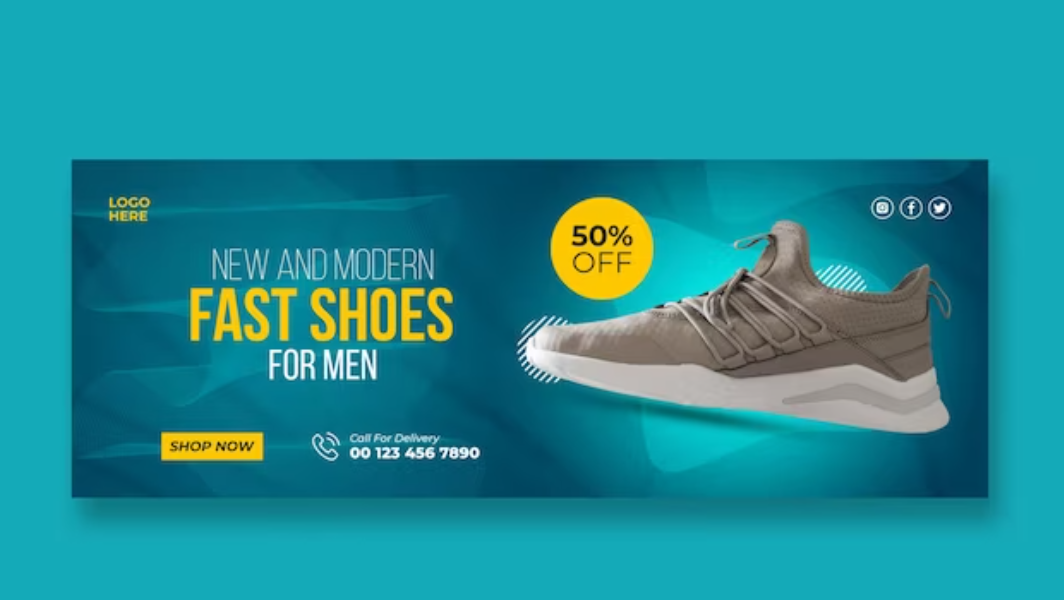 LOGO
HERE
NEW AND MODERN
FAST SHOES
FOR MEN
50%
OFF
SHOP NOW
Call For Delivery
00 123 456 7890